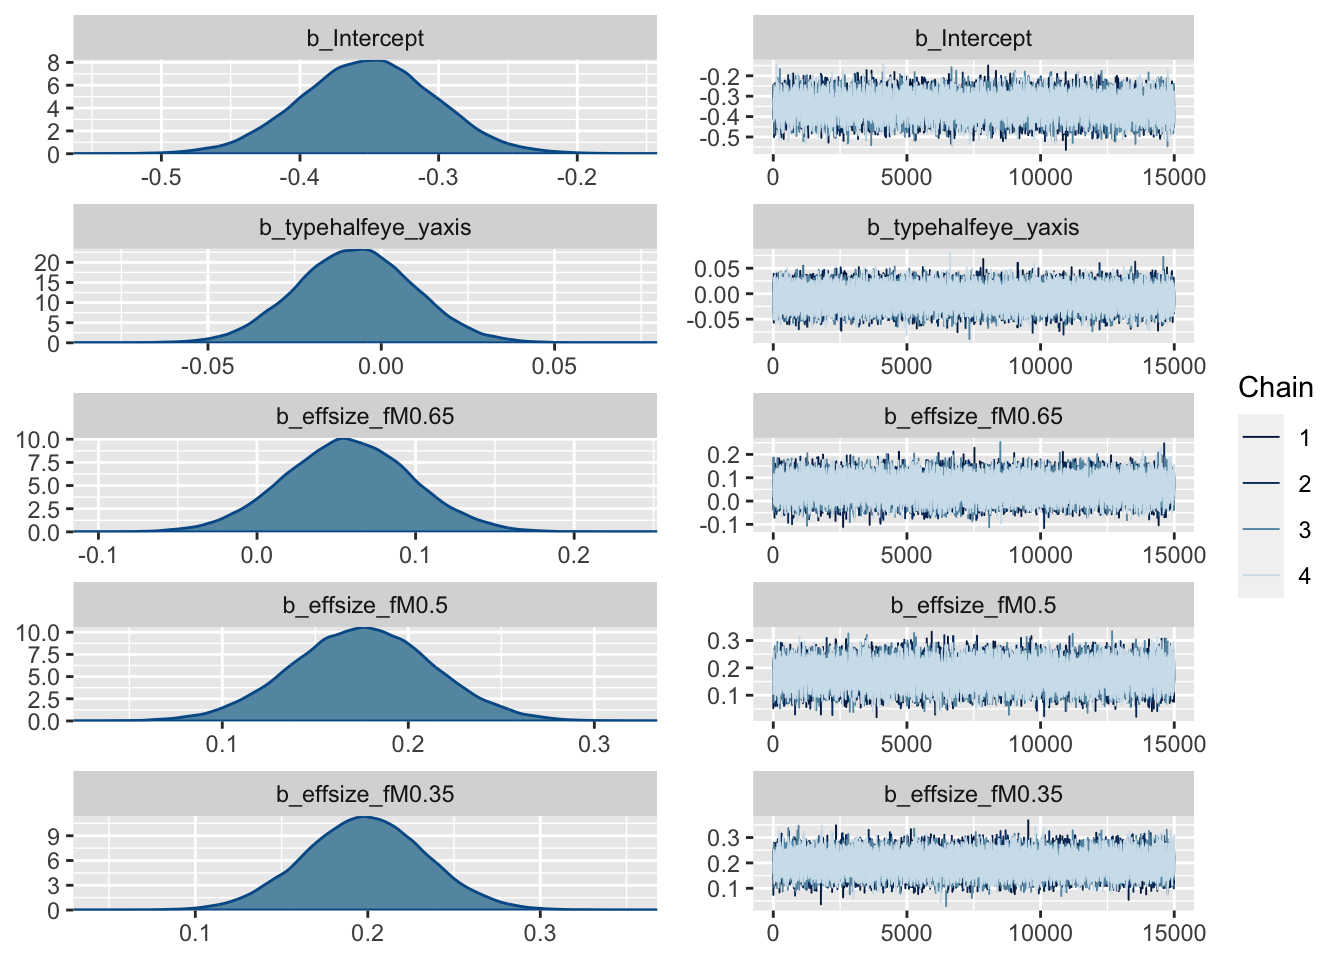 b_Intercept
8
6
4
2
0
-0.5 -0.4 -0.3 -0.2
b_Intercept
-0.2
-0.3
-0.4
-0.5
0 5000 10000 15000
b_typehalfeye_yaxis
20
15
10
5
0
-0.05 0.00 0.05
b_typehalfeye_yaxis
0.05
0.00
-0.05
0 5000 10000 15000
b_effsize_fM0.65
10.0
7.5
5.0
2.5
0.0
-0.1 0.0 0.1 0.2
b_effsize_fM0.65
0.2
0.1
0.0
-0.1
0 5000 10000 15000
b_effsize_fM0.5
10.0
7.5
5.0
2.5
0.0
0.1 0.2 0.3
b_effsize_fM0.5
0.3
0.2
0.1
0 5000 10000 15000
b_effsize_fM0.35
9
6
3
0
0.1 0.2 0.3
b_effsize_fM0.35
0.3
0.2
0.1
0 5000 10000 15000
Chain
1
2
3
4